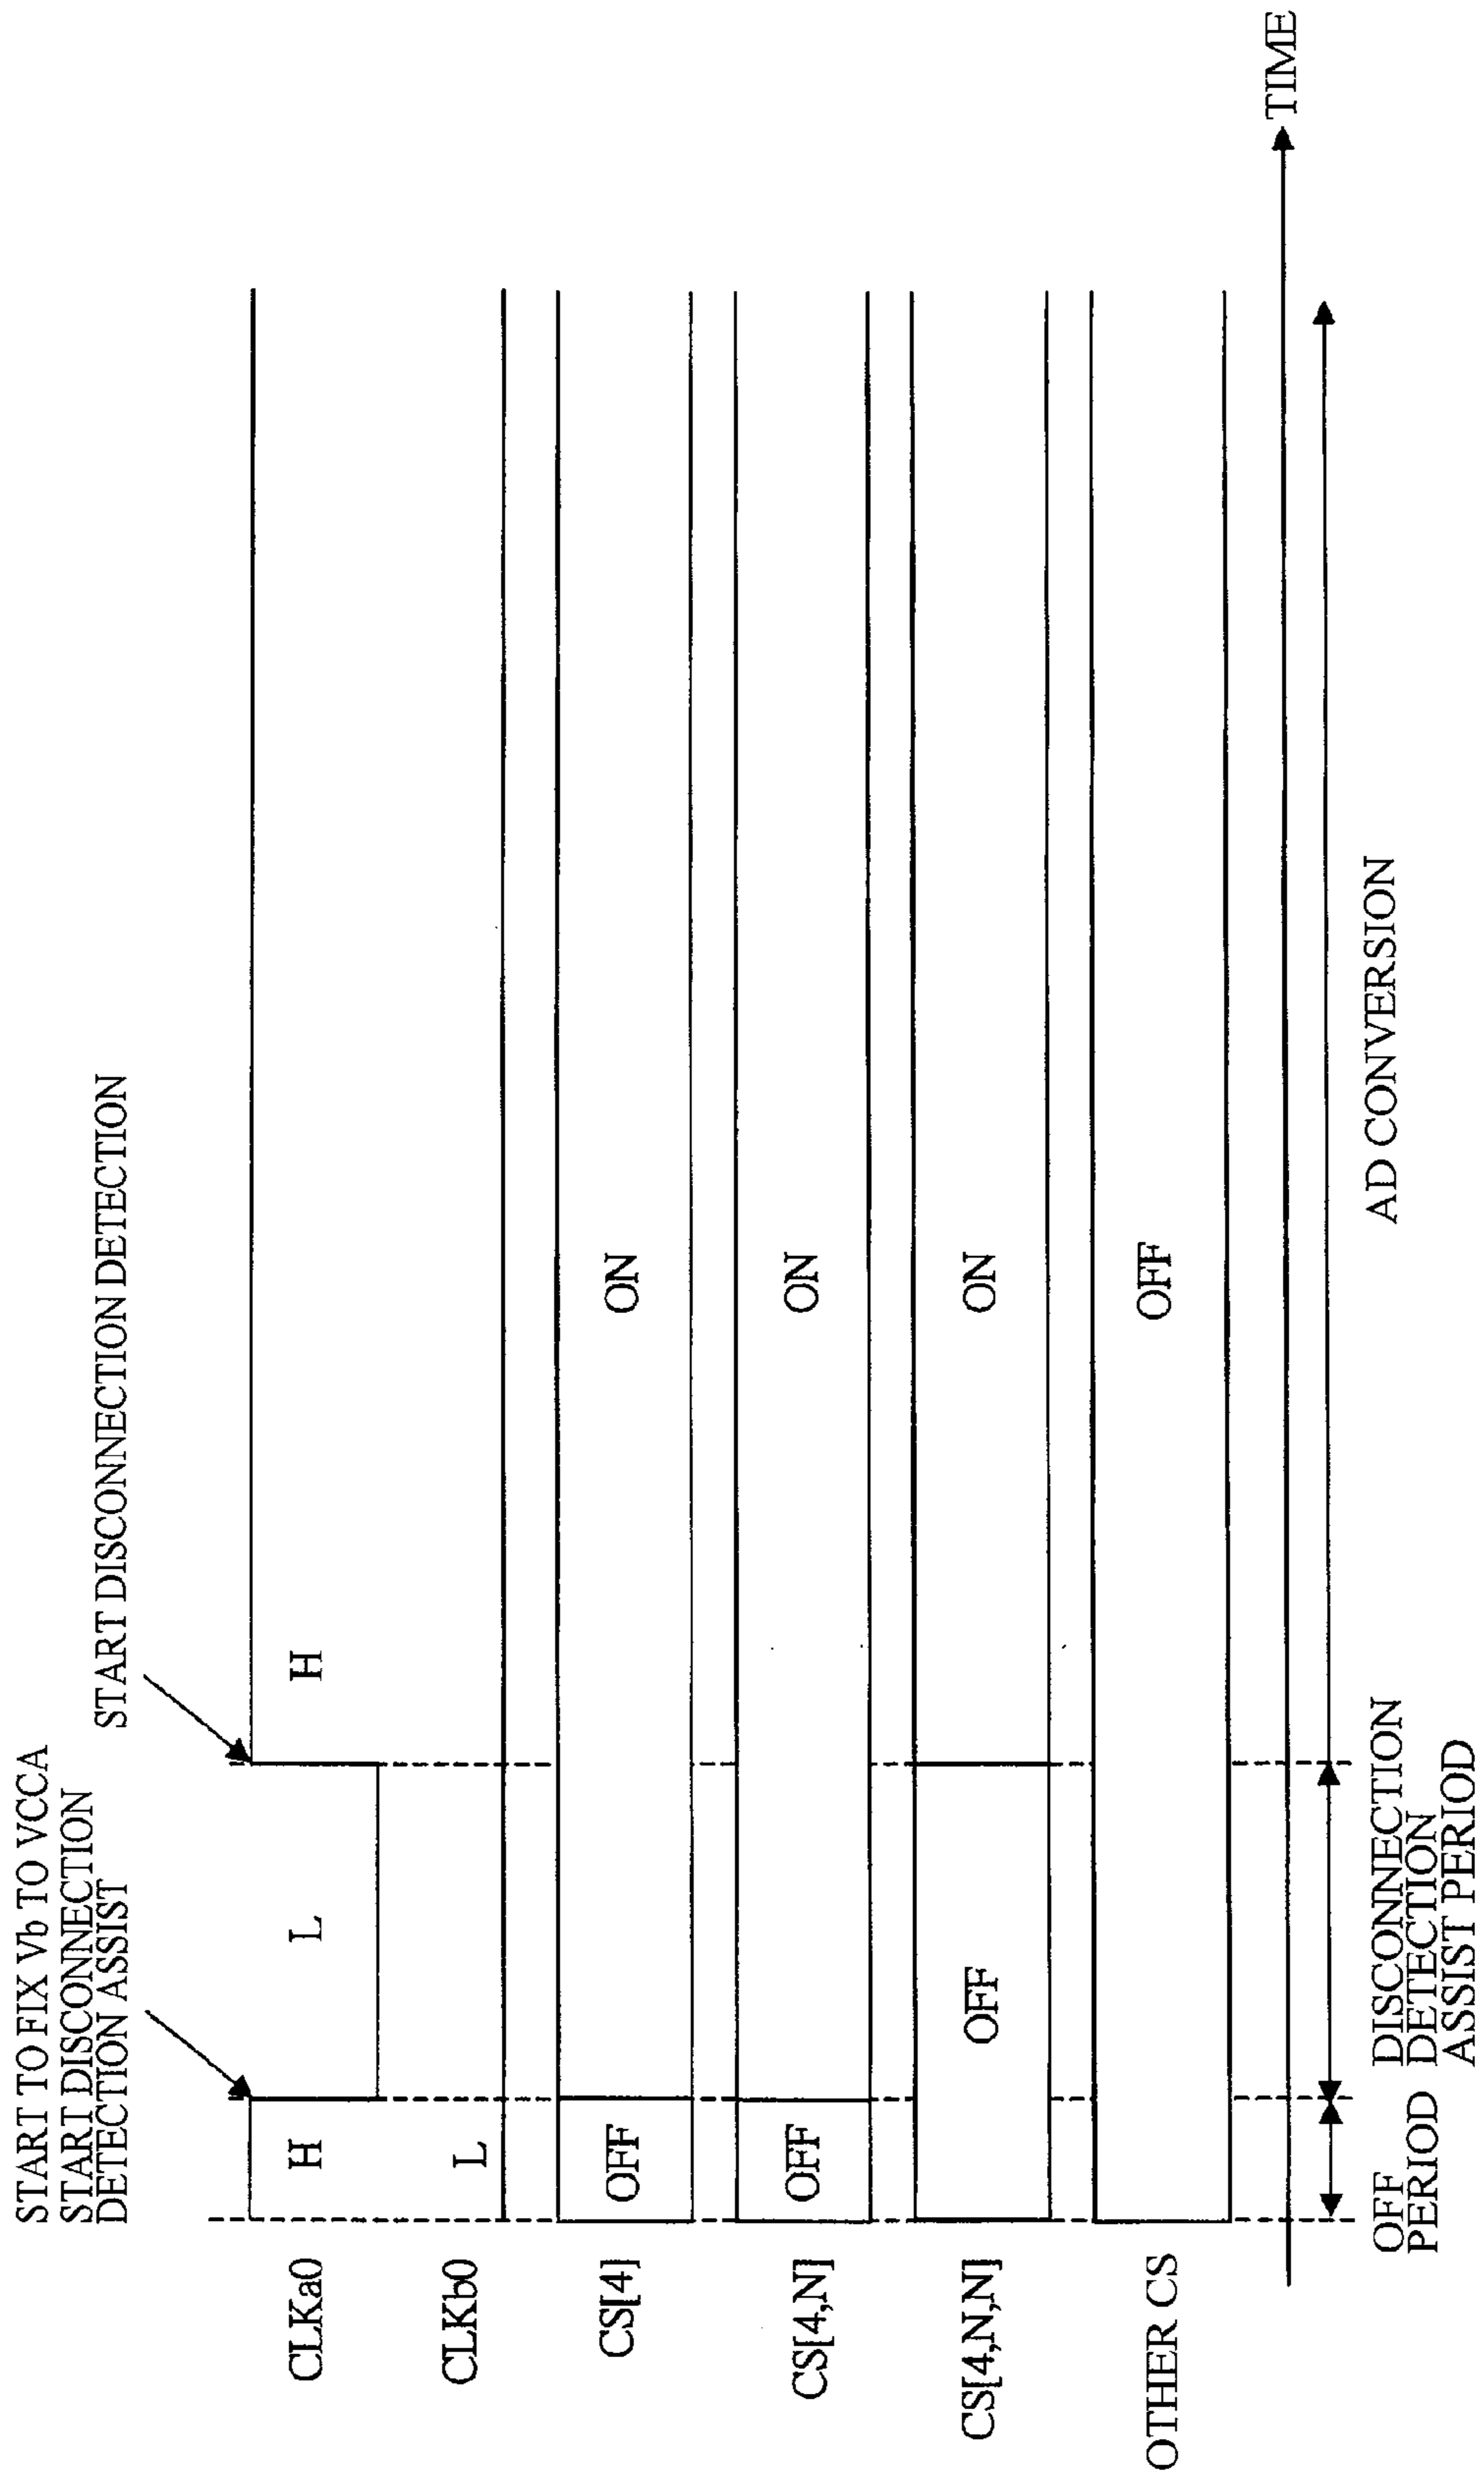 START TO FIX Vb TO VCCA
START DISCONNECTION
DETECTION ASSIST
START DISCONNECTION DETECTION
CLKa0
H
L
H
CLKb0
L
CS[4]
OFF
ON
CS[4,N]
OFF
ON
CS[4,N,N]
OFF
ON
OTHER CS
OFF
TIME
OFF
PERIOD
DISCONNECTION
DETECTION
ASSIST PERIOD
AD CONVERSION